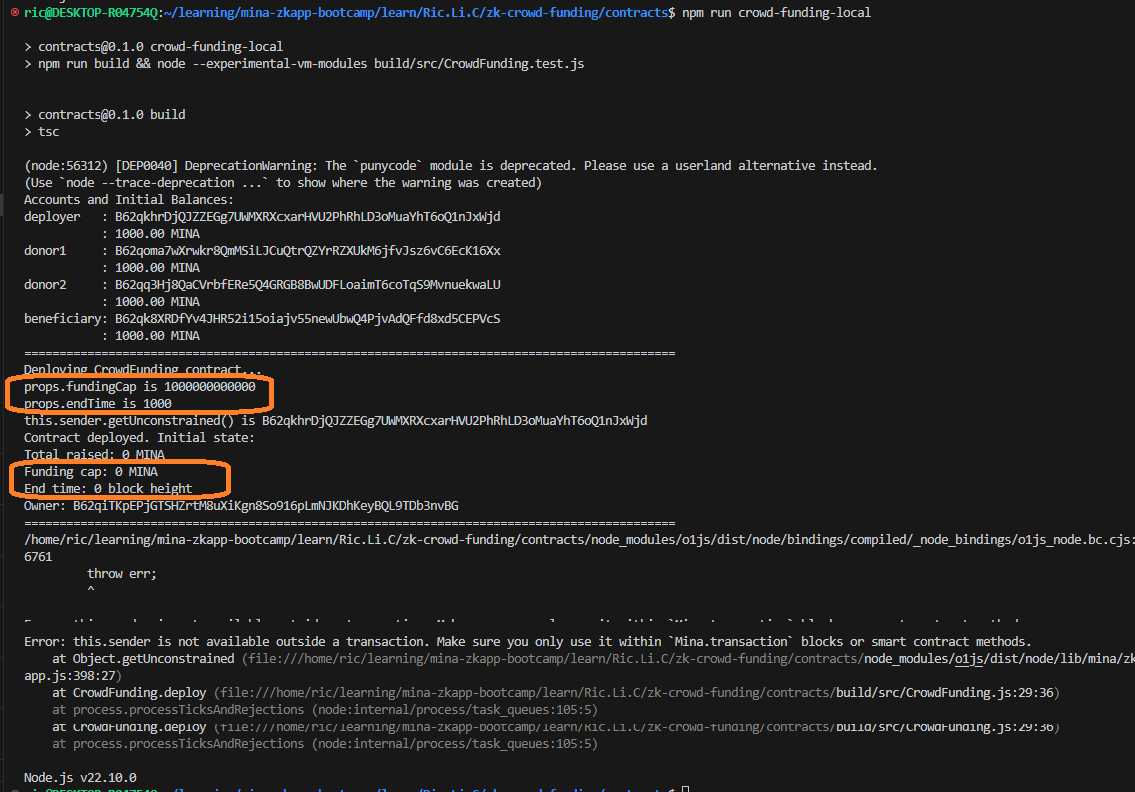 ric@DESKTOP-R04754Q:~/learning/mina-zkapp-bootcamp/learn/Ric.Li.C/zk-crowd-funding/contracts$ npm run crowd-funding-local
> contracts@0.1.0 crowd-funding-local
> npm run build && node --experimental-vm-modules build/src/CrowdFunding.test.js
> contracts@0.1.0 build
> tsc
(node:56312) [DEP0040] DeprecationWarning: The `punycode` module is deprecated. Please use a userland alternative instead.
(Use `node --trace-deprecation ...` to show where the warning was created)
Accounts and Initial Balances:
deployer   : B62qkhrDjQJZZEGg7UWMXRXcxarHVU2PhRhLD3oMuaYhT6oQ1nJxWjd
           : 1000.00 MINA
donor1     : B62qoma7wXrwkr8QmMSiLJCuQtrQZYrRZXUkM6jfvJsz6vC6EcK16Xx
           : 1000.00 MINA
donor2     : B62qq3Hj8QaCVrbfERe5Q4GRGB8BwUDFLoaimT6coTqS9MvnuekwaLU
           : 1000.00 MINA
beneficiary: B62qk8XRDfYv4JHR52i15oiajv55newUbwQ4PjvAdQFfd8xd5CEPVcS
           : 1000.00 MINA
=============================================================================================
Deploying CrowdFunding contract...
props.fundingCap is 1000000000000
props.endTime is 1000
this.sender.getUnconstrained() is B62qkhrDjQJZZEGg7UWMXRXcxarHVU2PhRhLD3oMuaYhT6oQ1nJxWjd
Contract deployed. Initial state:
Total raised: 0 MINA
Funding cap: 0 MINA
End time: 0 block height
Owner: B62qiTKpEPjGTSHZrtM8uXiKgn8So916pLmNJKDhKeyBQL9TDb3nvBG
=============================================================================================
/home/ric/learning/mina-zkapp-bootcamp/learn/Ric.Li.C/zk-crowd-funding/contracts/node_modules/o1js/dist/node/bindings/compiled/_node_bindings/o1js_node.bc.cjs:
6761
throw err;
^
Error: this.sender is not available outside a transaction. Make sure you only use it within `Mina.transaction` blocks or smart contract methods.
at Object.getUnconstrained (file:///home/ric/learning/mina-zkapp-bootcamp/learn/Ric.Li.C/zk-crowd-funding/contracts/node_modules/o1js/dist/node/lib/mina/zk
app.js:398:27)
at CrowdFunding.deploy (file:///home/ric/learning/mina-zkapp-bootcamp/learn/Ric.Li.C/zk-crowd-funding/contracts/build/src/CrowdFunding.js:29:36)
at process.processTicksAndRejections (node:internal/process/task_queues:105:5)
at CrowdFunding.deploy (file:///home/ric/learning/mina-zkapp-bootcamp/learn/Ric.Li.C/zk-crowd-funding/contracts/build/src/CrowdFunding.js:29:36)
at process.processTicksAndRejections (node:internal/process/task_queues:105:5)
Node.js v22.10.0